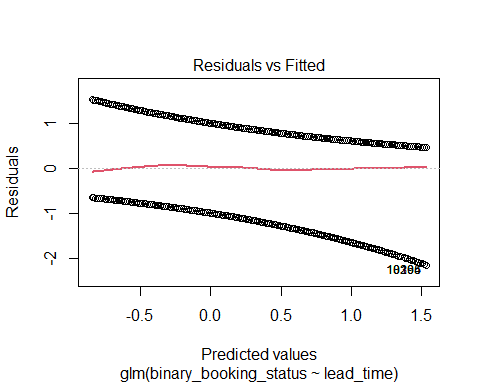 Residuals vs Fitted
Residuals
1
0
-1
-2
-0.5
0.0
0.5
1.0
1.5
Predicted values
glm(binary_booking_status ~ lead_time)